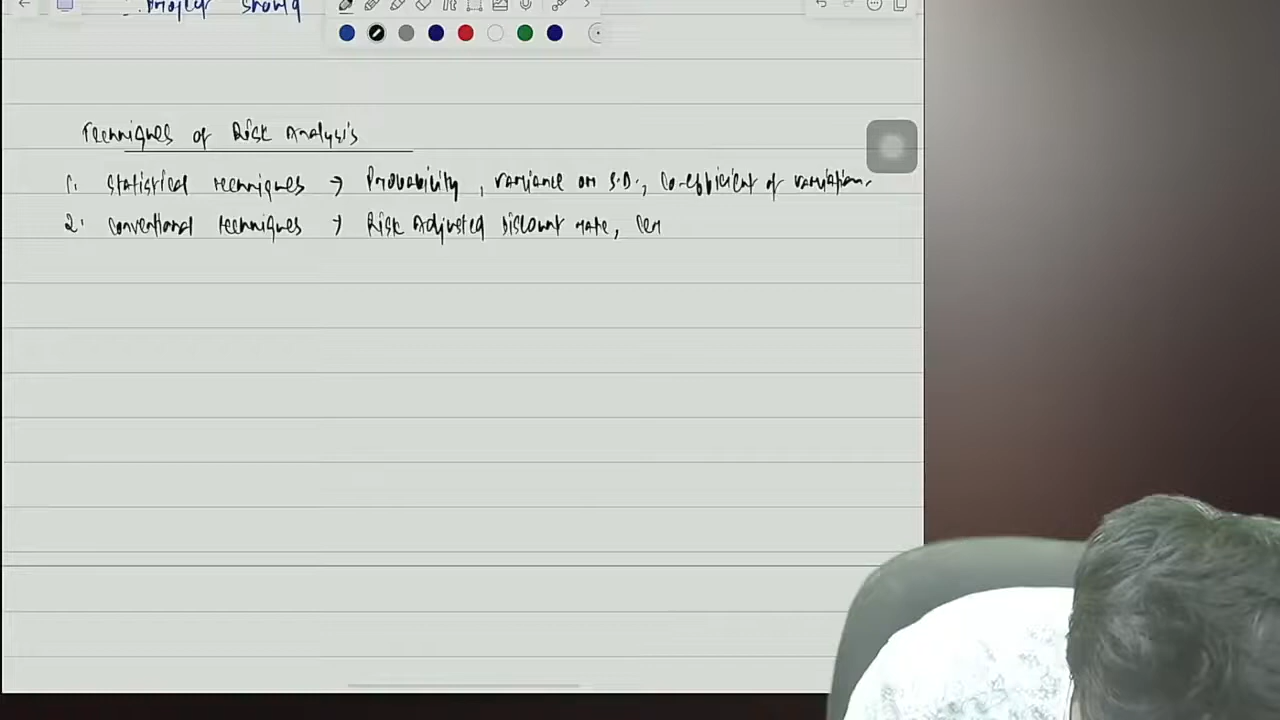 : Project should
Techniques of Risk Analysis
1. Statistical techniques → Probability, variance or S.D., Co-efficient of variation.
2. Conventional techniques → Risk Adjusted Discount rate, Cer